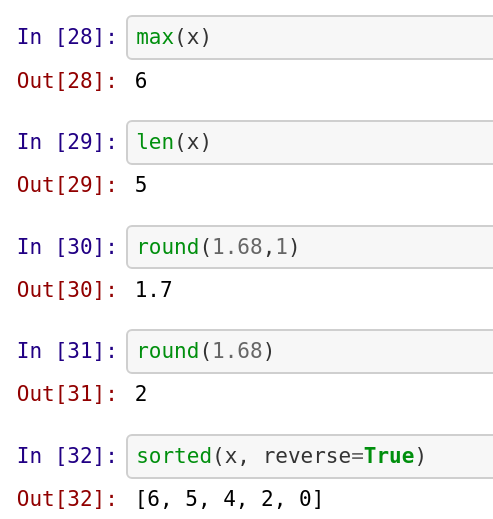 In [28]: max(x)
Out[28]: 6
In [29]: len(x)
Out[29]: 5
In [30]: round(1.68,1)
Out[30]: 1.7
In [31]: round(1.68)
Out[31]: 2
In [32]: sorted(x, reverse=True)
Out[32]: [6, 5, 4, 2, 0]